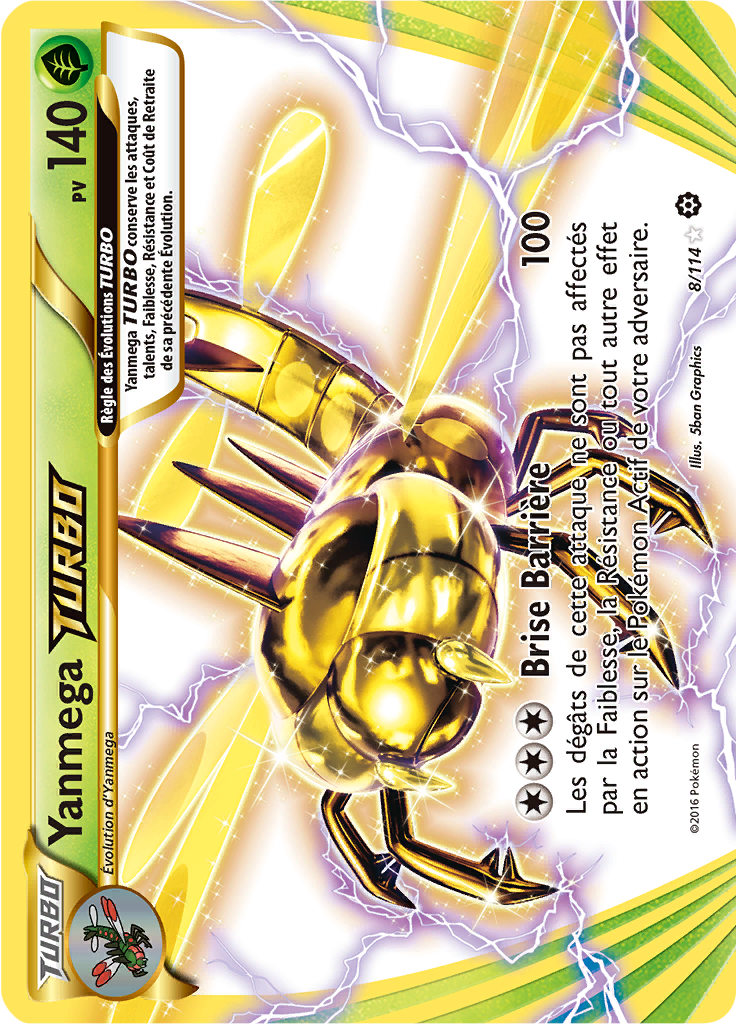 TURBO
Yanmega TURBO
PV 140
Évolution d'Yanmega
Règle des Évolutions TURBO
Yanmega TURBO conserve les attaques,
talents, Faiblesse, Résistance et Coût de Retraite
de sa précédente Évolution.
Brise Barrière 100
Les dégâts de cette attaque ne sont pas affectés
par la Faiblesse, la Résistance ou tout autre effet
en action sur le Pokémon Actif de votre adversaire.
©2016 Pokémon
Illus. 5ban Graphics
8/114